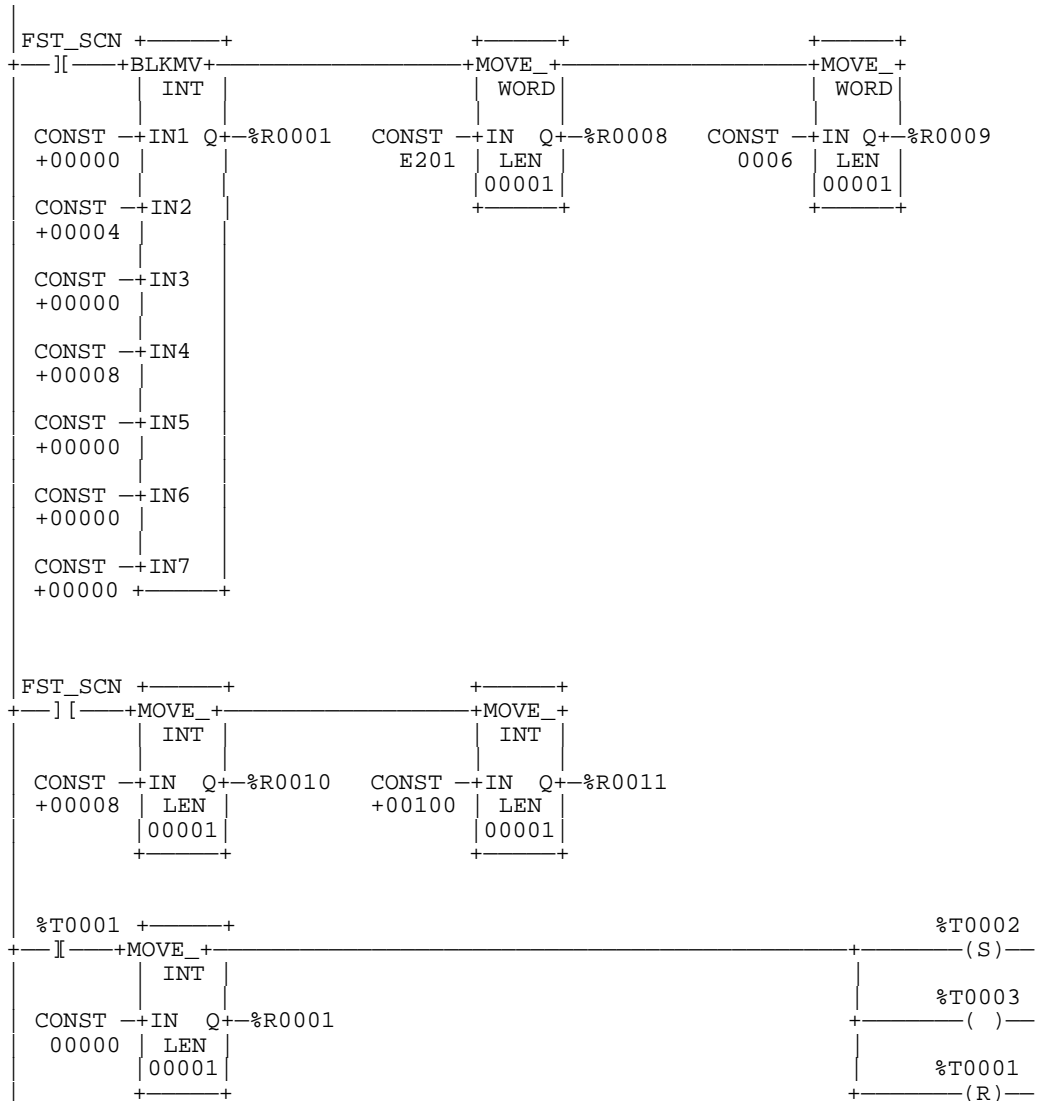 FST_SCN
BLKMV MOVE_ MOVE_
INT WORD WORD
CONST IN1 Q %R0001 CONST IN Q %R0008 CONST IN Q %R0009
+00000 E201 LEN 0006 LEN
00001 00001
CONST IN2
+00004
CONST IN3
+00000
CONST IN4
+00008
CONST IN5
+00000
CONST IN6
+00000
CONST IN7
+00000
FST_SCN
MOVE_ MOVE_
INT INT
CONST IN Q %R0010 CONST IN Q %R0011
+00008 LEN +00100 LEN
00001 00001
%T0001 %T0002
MOVE_ (S)
INT
%T0003
CONST IN Q %R0001 ( )
00000 LEN
00001 %T0001
(R)